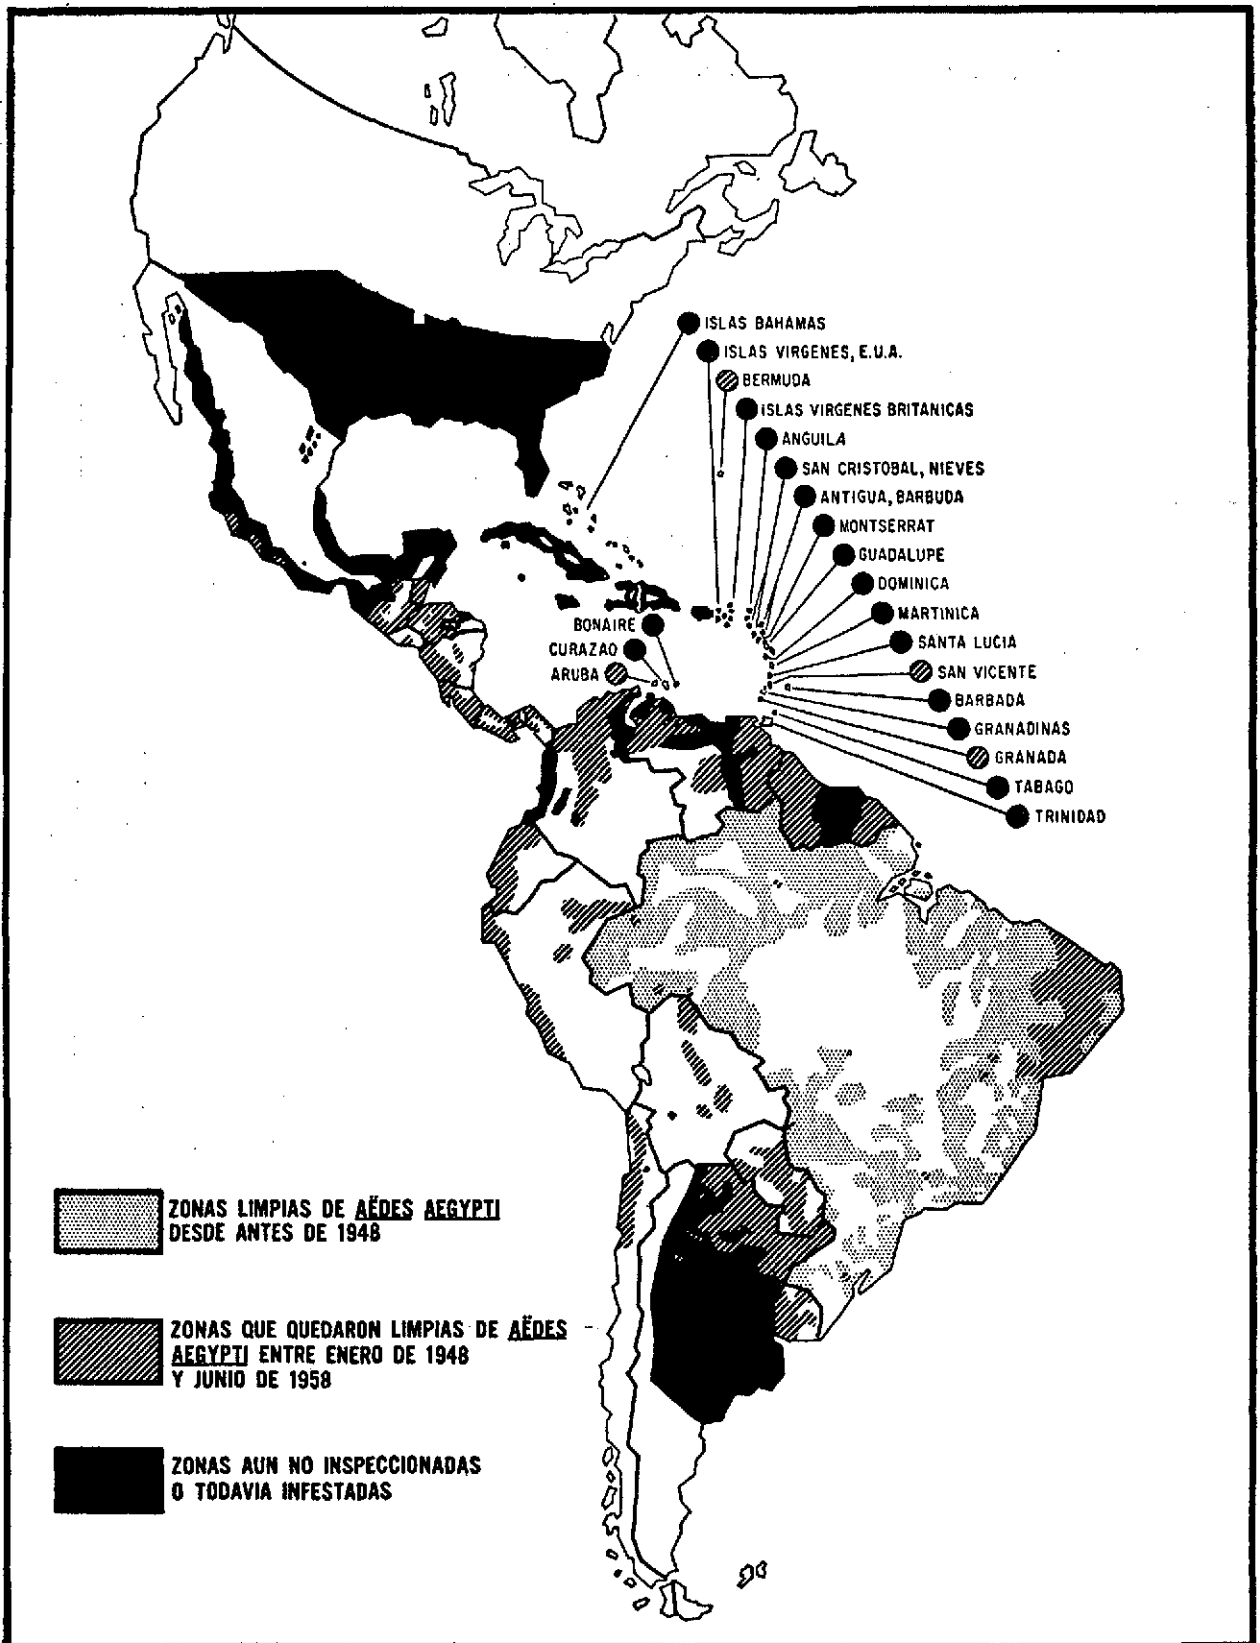 ISLAS BAHAMAS
ISLAS VIRGENES, E.U.A.
BERMUDA
ISLAS VIRGENES BRITANICAS
ANGUILA
SAN CRISTOBAL, NIEVES
ANTIGUA, BARBUDA
MONTSERRAT
GUADALUPE
DOMINICA
MARTINICA
SANTA LUCIA
SAN VICENTE
BARBADA
GRANADINAS
GRANADA
TABAGO
TRINIDAD
BONAIRE
CURAZAO
ARUBA
ZONAS LIMPIAS DE AËDES AEGYPTI
DESDE ANTES DE 1948
ZONAS QUE QUEDARON LIMPIAS DE AËDES
AEGYPTI ENTRE ENERO DE 1948
Y JUNIO DE 1958
ZONAS AUN NO INSPECCIONADAS
O TODAVIA INFESTADAS